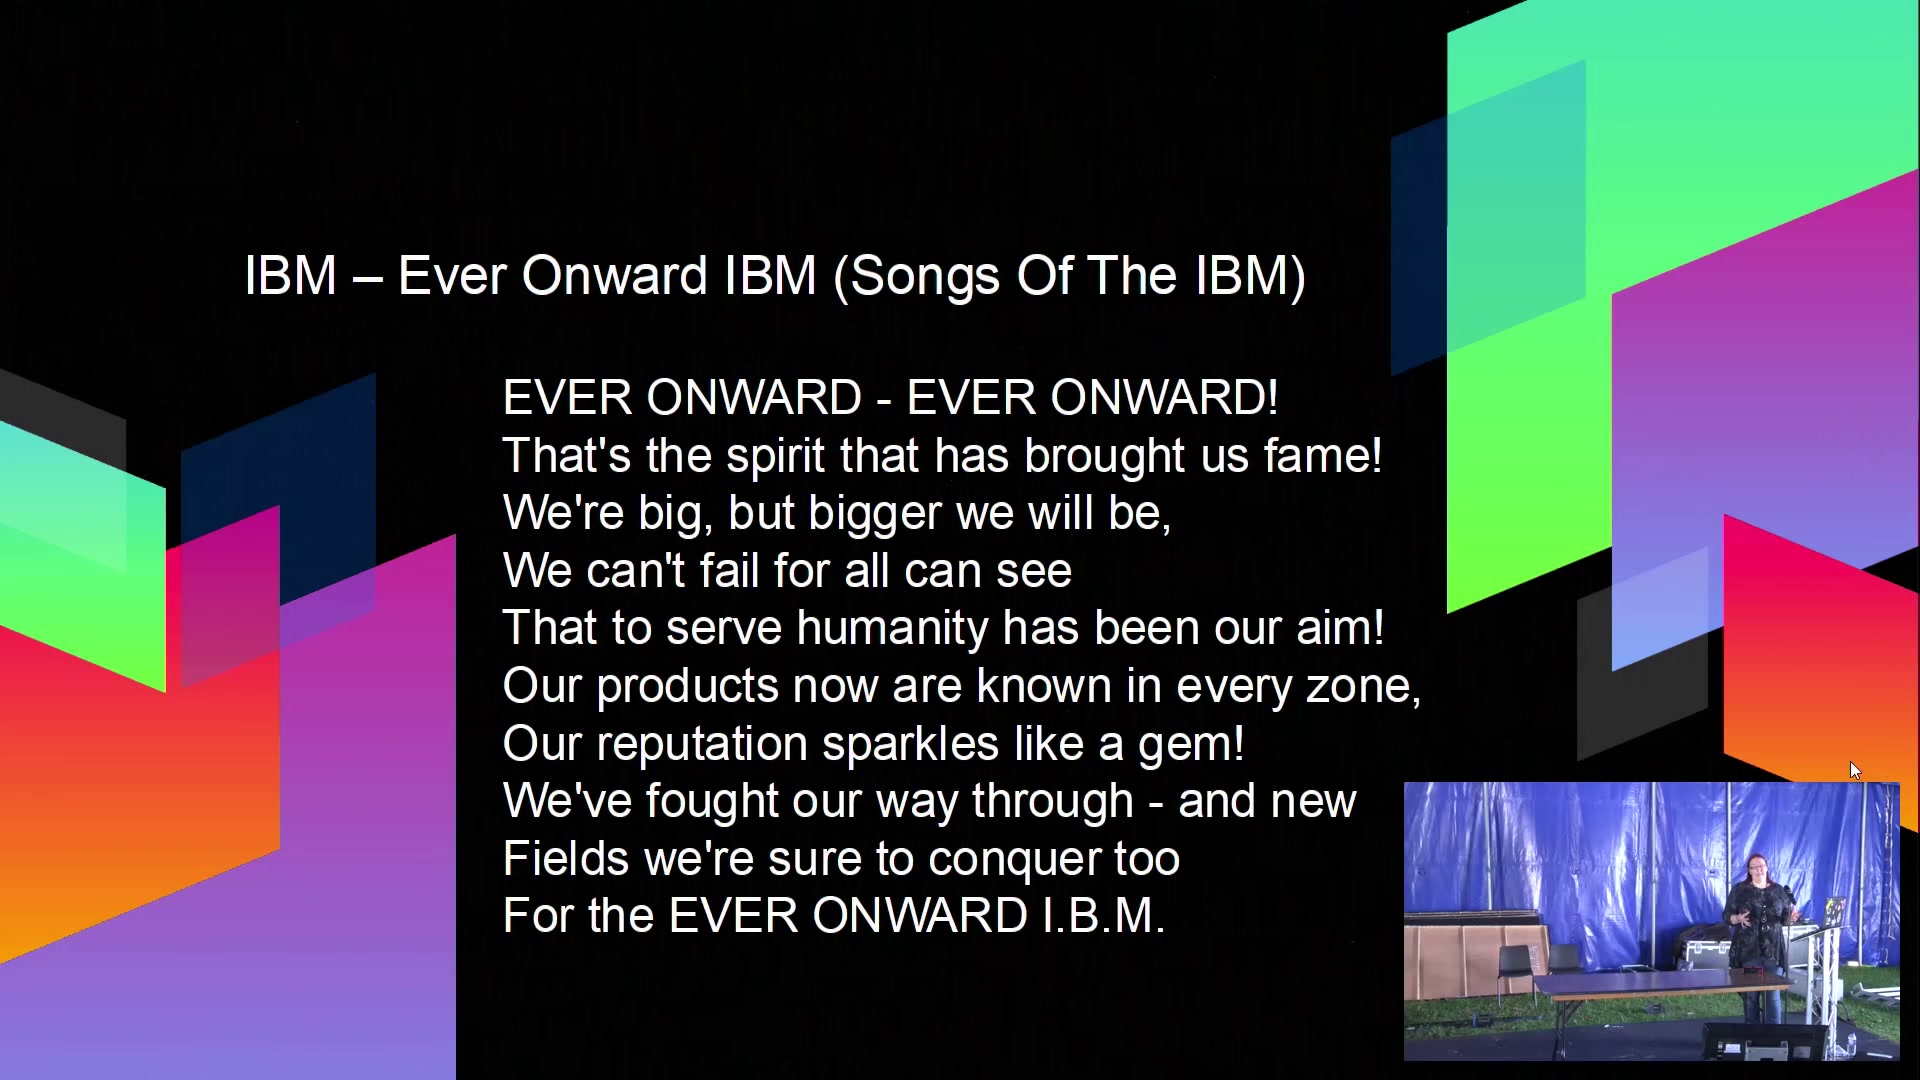 IBM – Ever Onward IBM (Songs Of The IBM)
EVER ONWARD - EVER ONWARD!
That's the spirit that has brought us fame!
We're big, but bigger we will be,
We can't fail for all can see
That to serve humanity has been our aim!
Our products now are known in every zone,
Our reputation sparkles like a gem!
We've fought our way through - and new
Fields we're sure to conquer too
For the EVER ONWARD I.B.M.